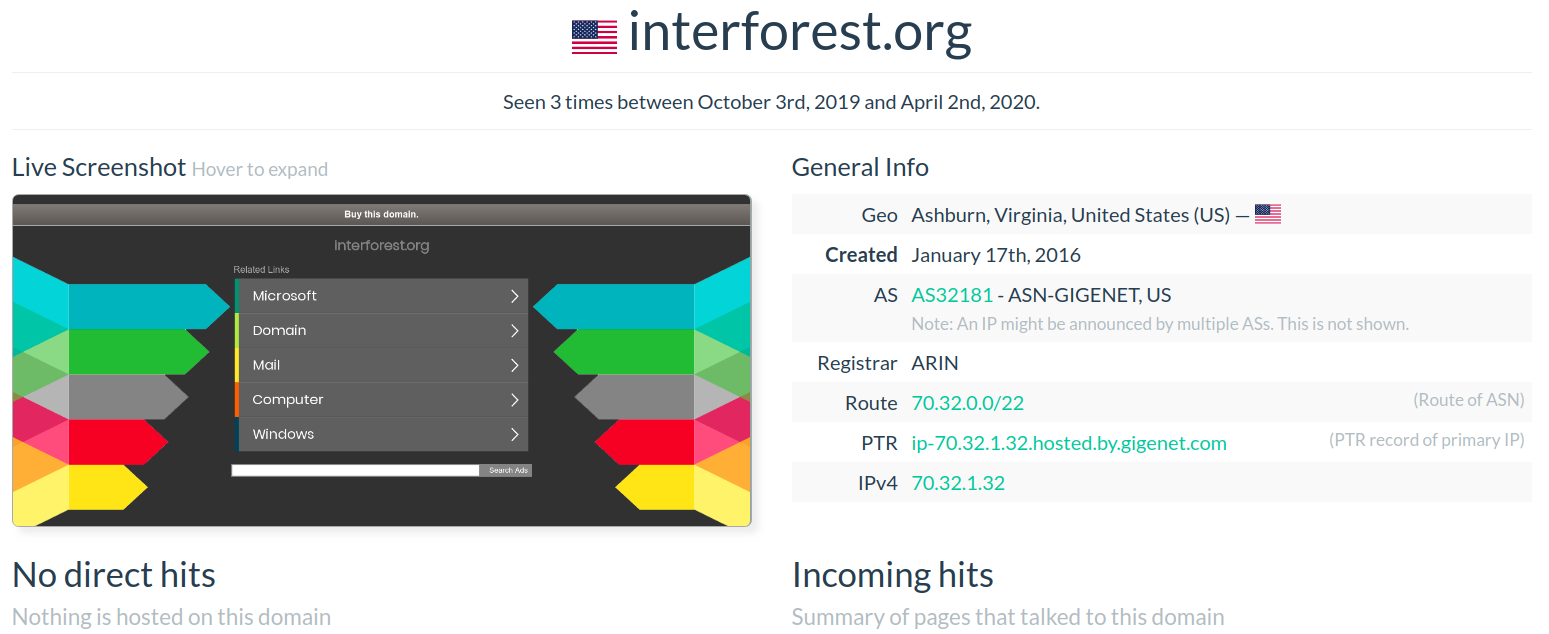 interforest.org
Seen 3 times between October 3rd, 2019 and April 2nd, 2020.
Live Screenshot Hover to expand
Buy this domain.
Interforest.org
Related Links
Microsoft
Domain
Mail
Computer
Windows
Search Ads
General Info
Geo Ashburn, Virginia, United States (US) —
Created January 17th, 2016
AS AS32181 - ASN-GIGENET, US
Note: An IP might be announced by multiple ASs. This is not shown.
Registrar ARIN
Route 70.32.0.0/22 (Route of ASN)
PTR ip-70.32.1.32.hosted.by.gigenet.com (PTR record of primary IP)
IPv4 70.32.1.32
No direct hits
Nothing is hosted on this domain
Incoming hits
Summary of pages that talked to this domain